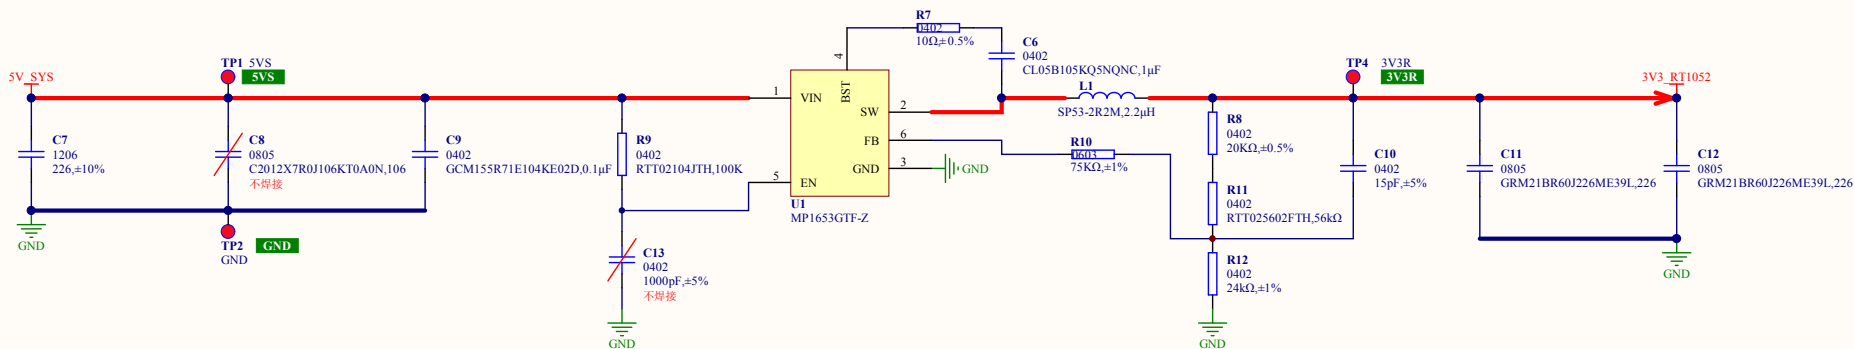 R7
0402
10Ω,±0.5%
4
C6
0402
CL05B105KQ5NQNC,1μF
5V_SYS
TP1 5VS
5VS
1
VIN
BST
SW
2
FB
6
GND
3
GND
EN
5
U1
MP1653GTF-Z
L1
SP53-2R2M,2.2μH
TP4
3V3R
3V3R
3V3_RT1052
C7
1206
226,±10%
C8
0805
C2012X7R0J106KT0A0N,106
不焊接
C9
0402
GCM155R71E104KE02D,0.1μF
R9
0402
RTT02104JTH,100K
R10
0603
75KΩ,±1%
R8
0402
20KΩ,±0.5%
R11
0402
RTT025602FTH,56kΩ
R12
0402
24kΩ,±1%
GND
C10
0402
15pF,±5%
C11
0805
GRM21BR60J226ME39L,226
C12
0805
GRM21BR60J226ME39L,226
GND
GND
TP2
GND
GND
C13
0402
1000pF,±5%
不焊接
GND